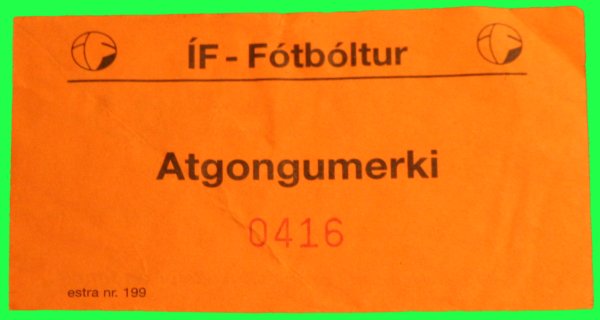 ÍF - Fótbóltur
Atgongumerki
0416
estra nr. 199